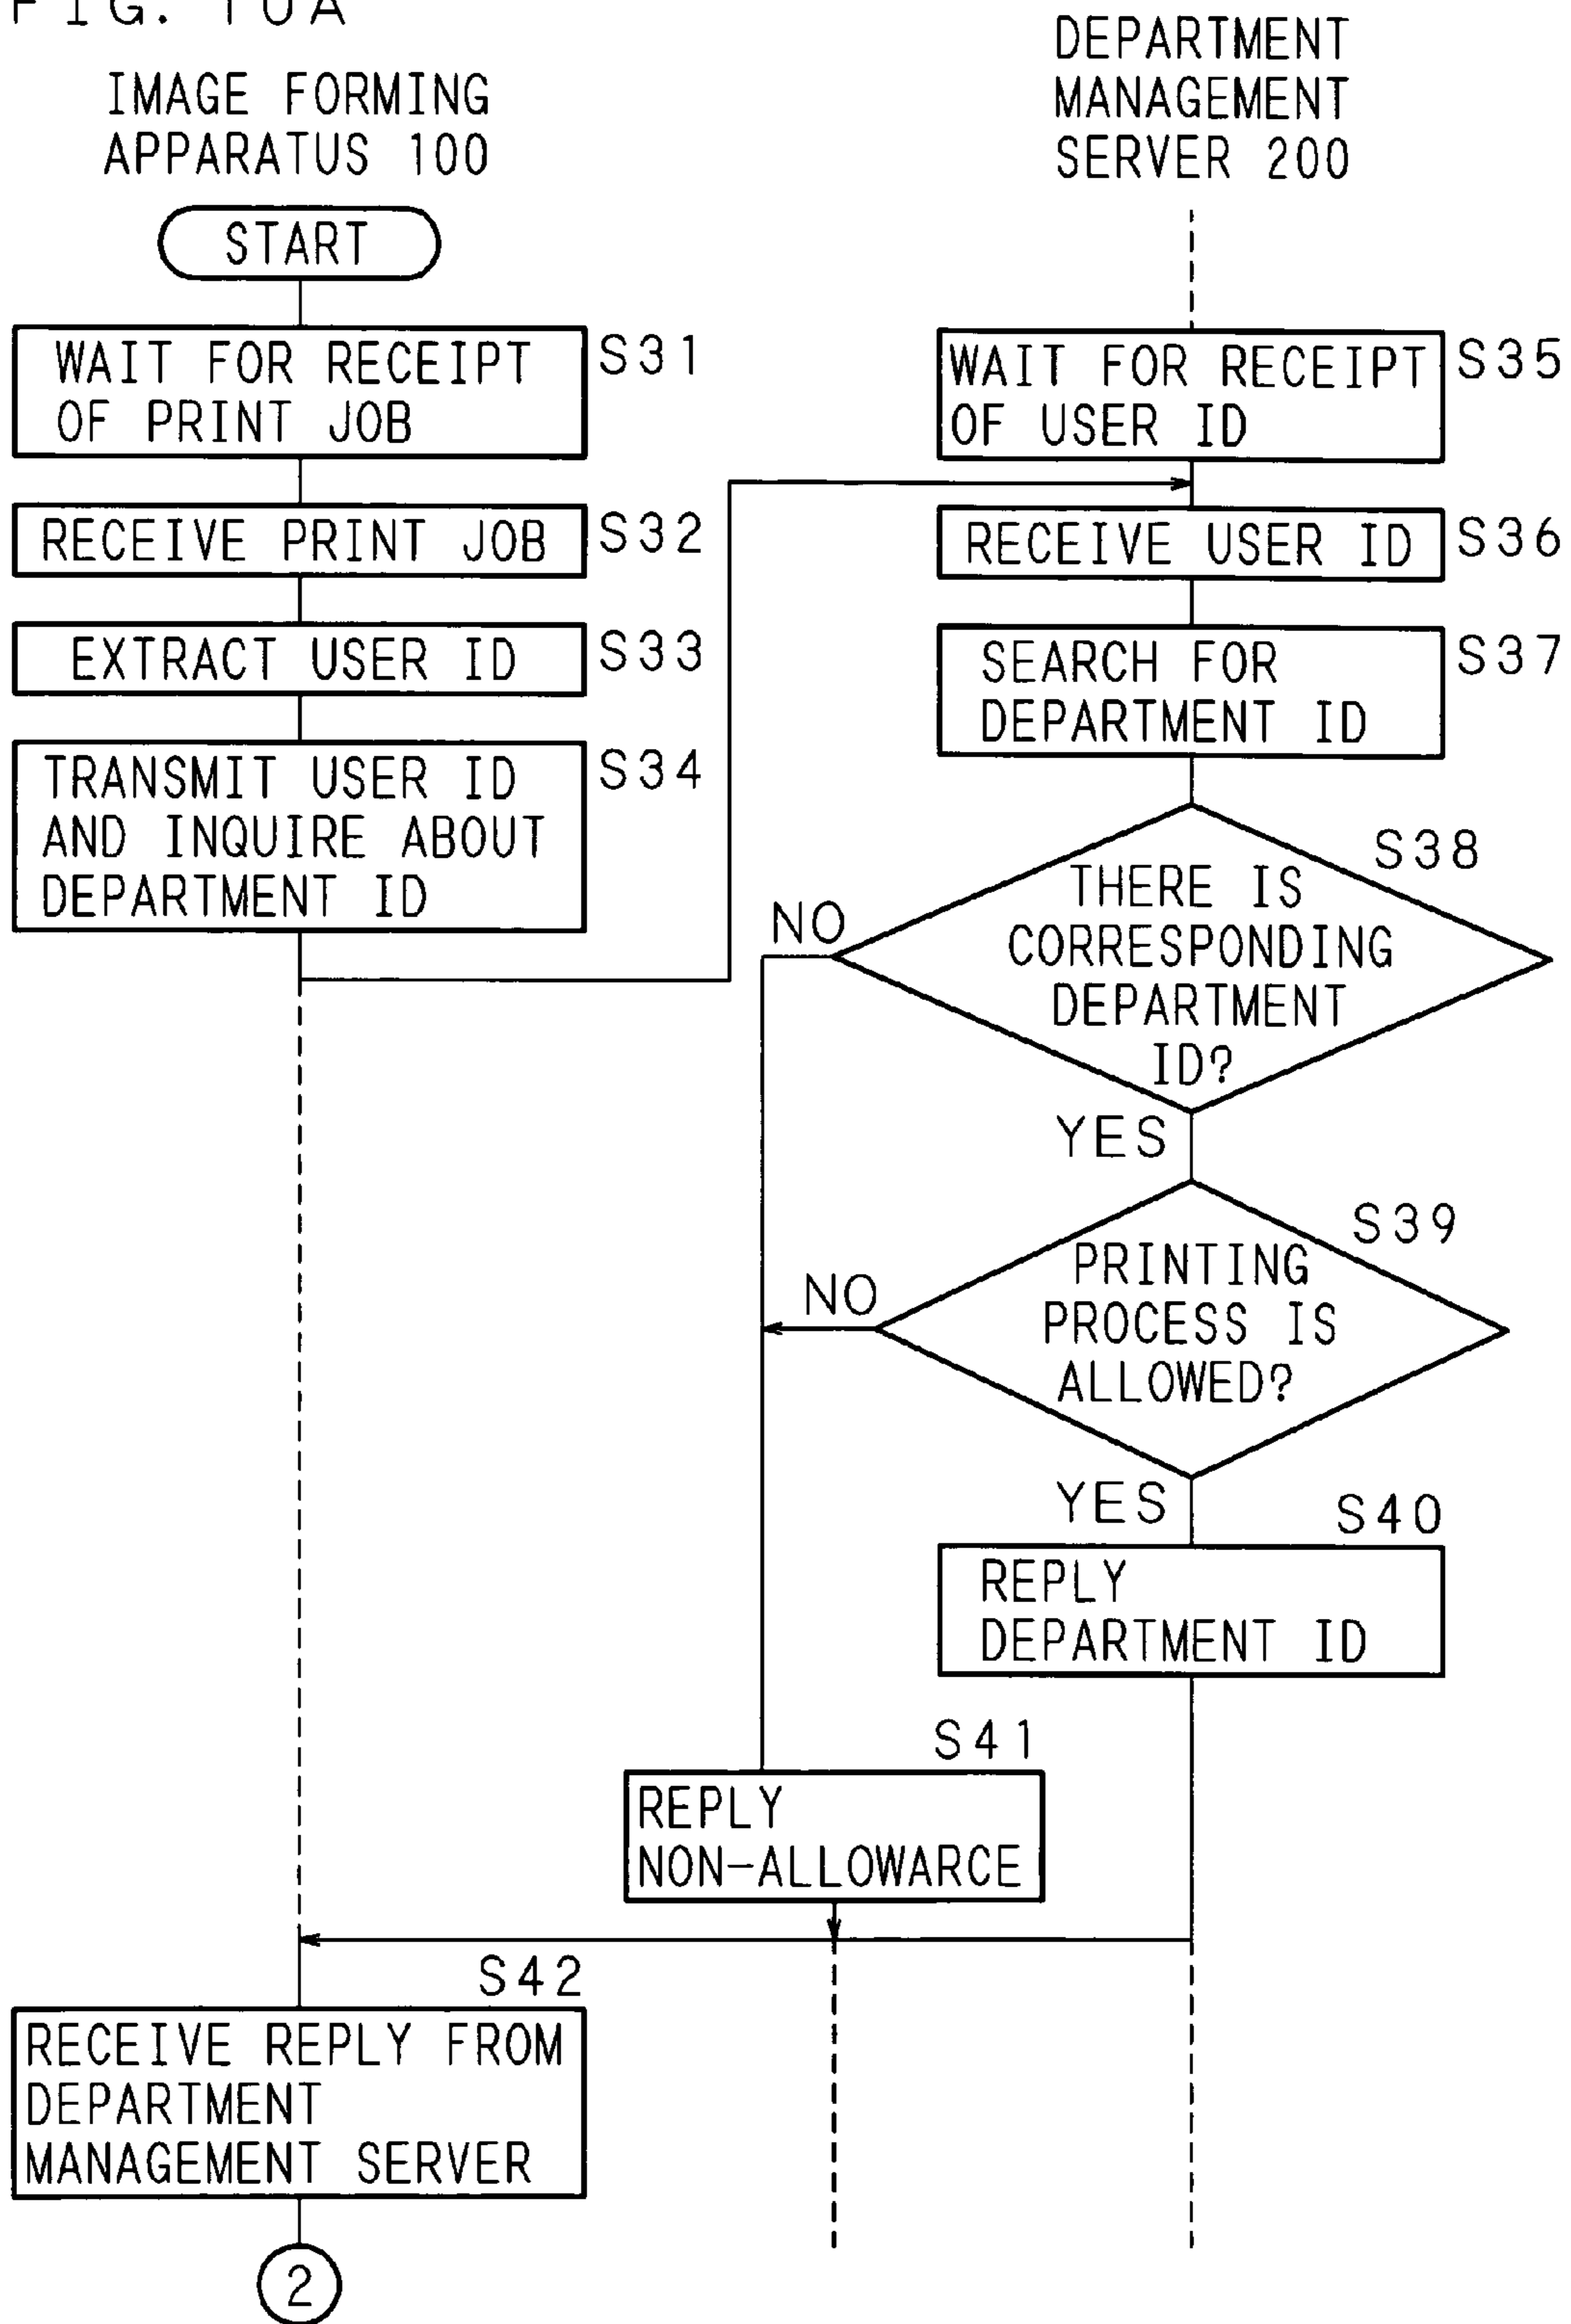 FIG. 10A
IMAGE FORMING
APPARATUS 100
DEPARTMENT
MANAGEMENT
SERVER 200
START
WAIT FOR RECEIPT
OF PRINT JOB
S31
RECEIVE PRINT JOB
S32
EXTRACT USER ID
S33
TRANSMIT USER ID
AND INQUIRE ABOUT
DEPARTMENT ID
S34
WAIT FOR RECEIPT
OF USER ID
S35
RECEIVE USER ID
S36
SEARCH FOR
DEPARTMENT ID
S37
S38
THERE IS
CORRESPONDING
DEPARTMENT
ID?
NO
YES
S39
PRINTING
PROCESS IS
ALLOWED?
NO
YES
S40
REPLY
DEPARTMENT ID
S41
REPLY
NON-ALLOWARCE
S42
RECEIVE REPLY FROM
DEPARTMENT
MANAGEMENT SERVER
2